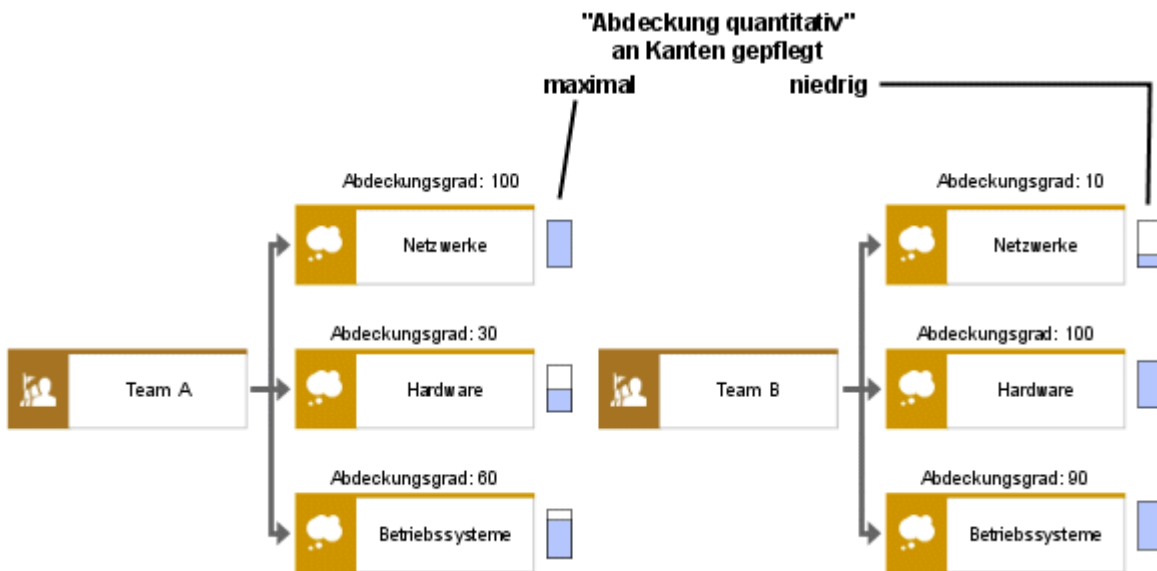 "Abdeckung quantitativ"
an Kanten gepflegt
maximal
niedrig
Abdeckungsgrad: 100
Netzwerke
Abdeckungsgrad: 30
Team A
Hardware
Abdeckungsgrad: 60
Betriebssysteme
Abdeckungsgrad: 10
Netzwerke
Abdeckungsgrad: 100
Team B
Hardware
Abdeckungsgrad: 90
Betriebssysteme